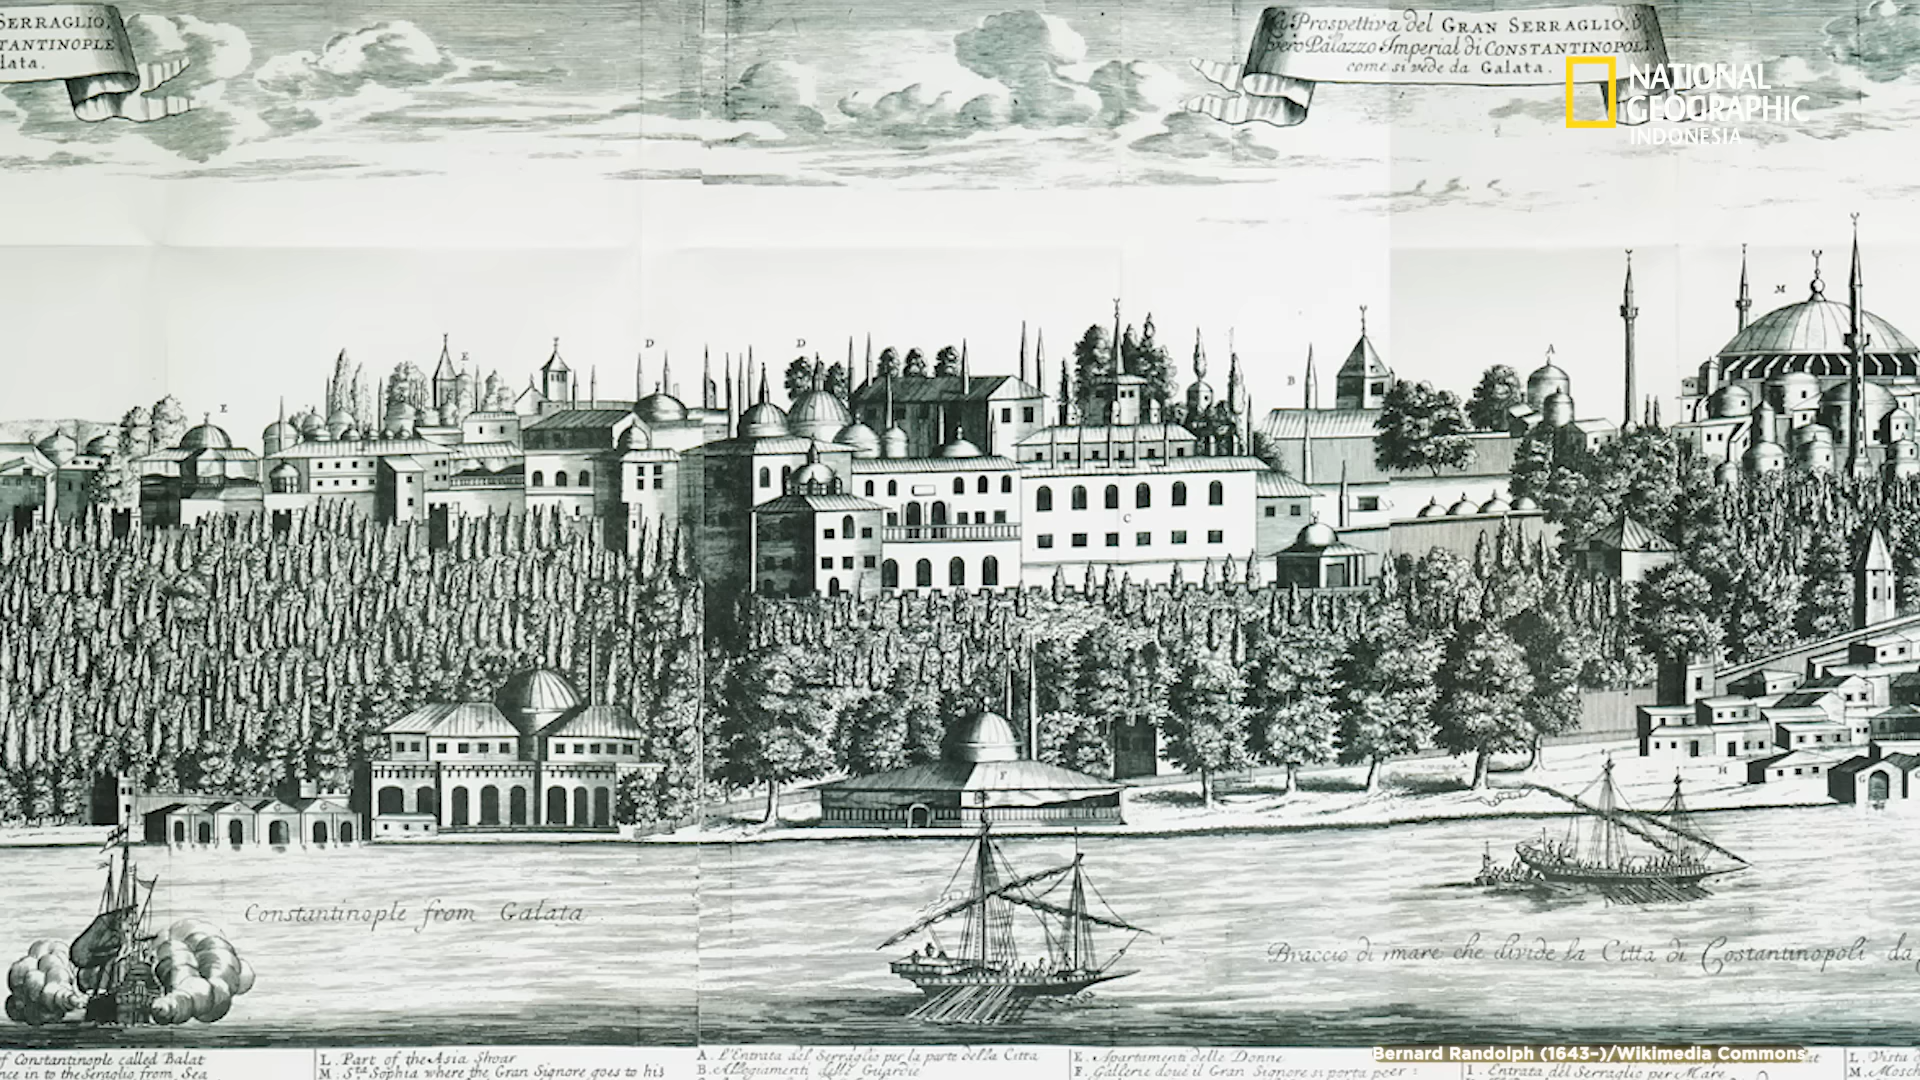 SERRAGLIO,
TANTINOPLE
lata.
La Prospettiva del GRAN SERRAGLIO,
vero Palazzo Imperial di CONSTANTINOPOLI.
come si vede da Galata.
NATIONAL
GEOGRAPHIC
INDONESIA
E
E
D
D
B
A
M
C
F
H
Constantinople from Galata
Braccio di mare che divide la Citta di Costantinopoli da
of Constantinople called Balat
nce in to the Seraglio from Sea
L. Part of the Asia Shoar
M. Sta Sophia where the Gran Signore goes to his
A. L'Entrata del Serraglio per la parte della Citta
B. Allogiamenti delle Guardie
E. Apartamenti delle Donne
F. Gallerie doue il Gran Signore si porta peer :
I. Entrata del Serraglio per Mare
L. Vista
M. Mosch
Bernard Randolph (1643-)/Wikimedia Commons